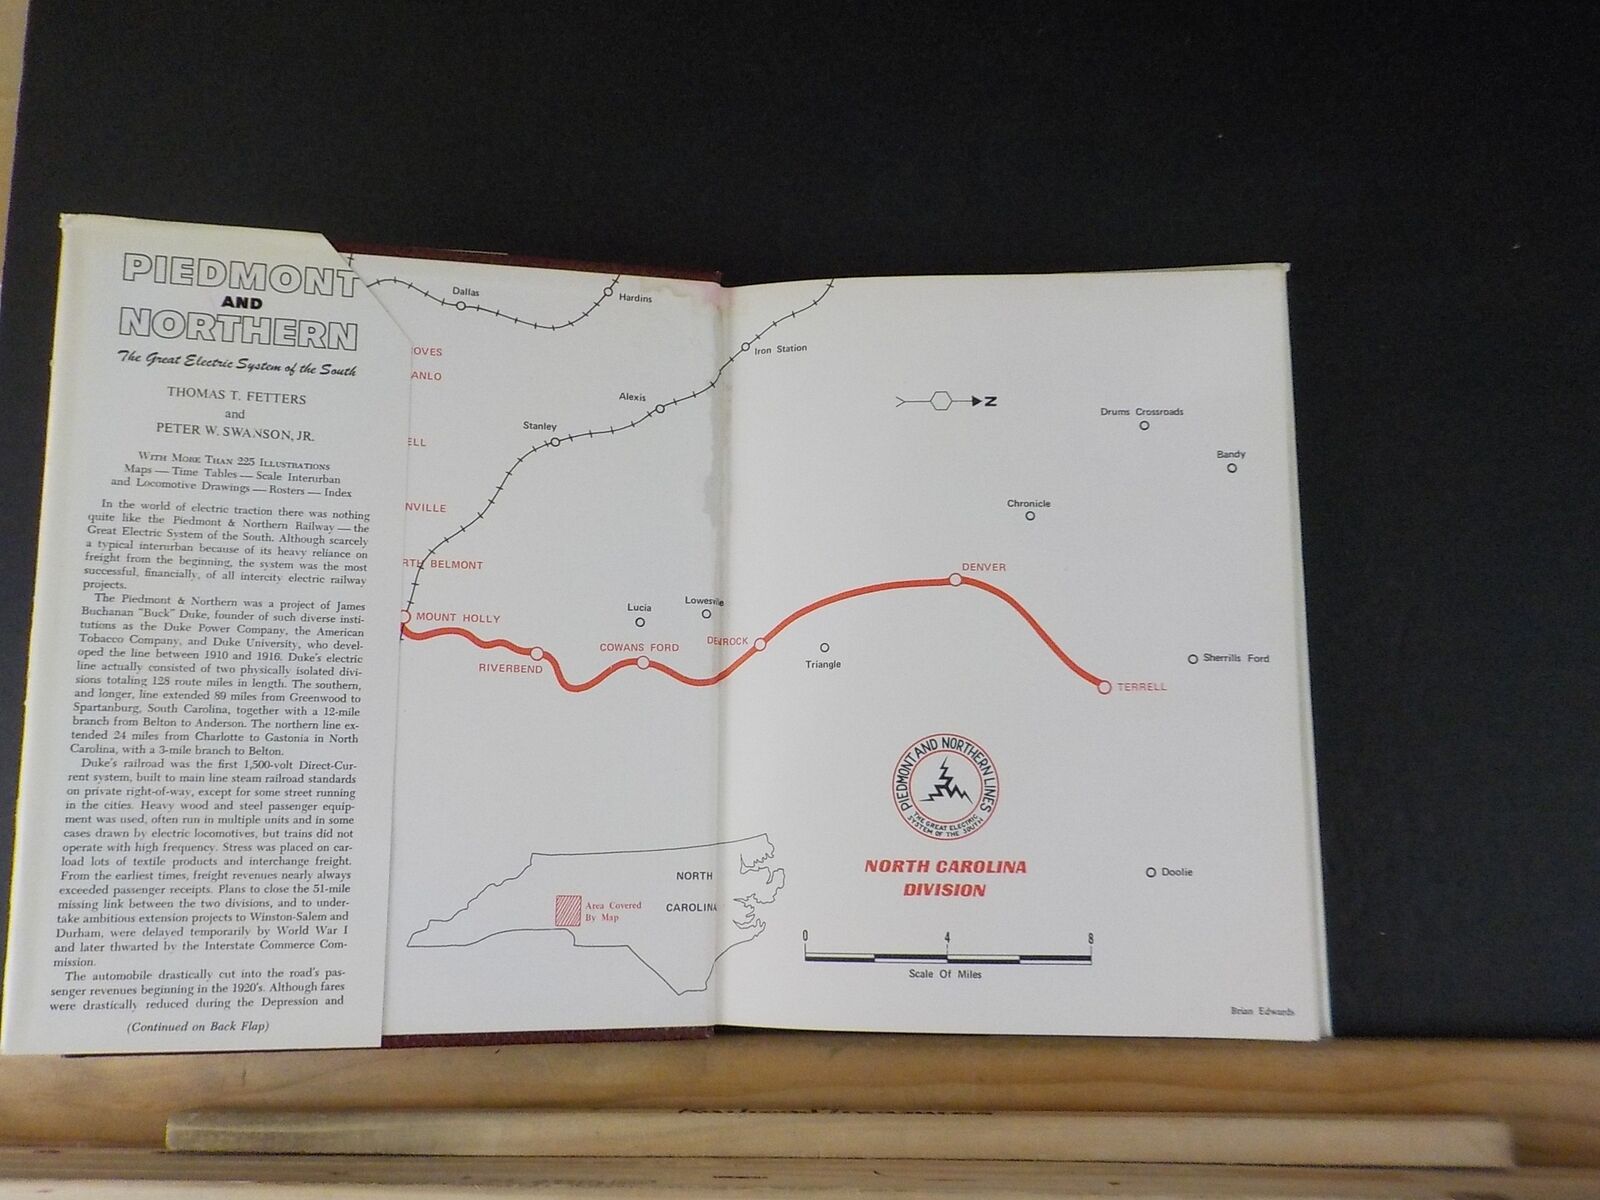 PIEDMONT
AND
NORTHERN
The Great Electric System of the South
THOMAS T. FETTERS
and
PETER W. SWANSON, JR.
WITH MORE THAN 225 ILLUSTRATIONS
Maps — Time Tables — Scale Interurban
and Locomotive Drawings — Rosters — Index
In the world of electric traction there was nothing
quite like the Piedmont & Northern Railway — the
Great Electric System of the South. Although scarcely
a typical interurban because of its heavy reliance on
freight from the beginning, the system was the most
successful, financially, of all intercity electric railway
projects.
The Piedmont & Northern was a project of James
Buchanan "Buck" Duke, founder of such diverse insti-
tutions as the Duke Power Company, the American
Tobacco Company, and Duke University, who devel-
oped the line between 1910 and 1916. Duke's electric
line actually consisted of two physically isolated divi-
sions totaling 128 route miles in length. The southern,
and longer, line extended 89 miles from Greenwood to
Spartanburg, South Carolina, together with a 12-mile
branch from Belton to Anderson. The northern line ex-
tended 24 miles from Charlotte to Gastonia in North
Carolina, with a 3-mile branch to Belton.
Duke's railroad was the first 1,500-volt Direct-Cur-
rent system, built to main line steam railroad standards
on private right-of-way, except for some street running
in the cities. Heavy wood and steel passenger equip-
ment was used, often run in multiple units and in some
cases drawn by electric locomotives, but trains did not
operate with high frequency. Stress was placed on car-
load lots of textile products and interchange freight.
From the earliest times, freight revenues nearly always
exceeded passenger receipts. Plans to close the 51-mile
missing link between the two divisions, and to under-
take ambitious extension projects to Winston-Salem and
Durham, were delayed temporarily by World War I
and later thwarted by the Interstate Commerce Com-
mission.
The automobile drastically cut into the road's pas-
senger revenues beginning in the 1920's. Although fares
were drastically reduced during the Depression and
(Continued on Back Flap)
Dallas
Hardins
OVES
ANLO
ELL
NVILLE
RTH BELMONT
Iron Station
Alexis
Stanley
MOUNT HOLLY
RIVERBEND
Lucia
Lowesville
COWANS FORD
DENROCK
Triangle
DENVER
TERRELL
N
Drums Crossroads
Bandy
Chronicle
Sherrills Ford
Doolie
PIEDMONT AND NORTHERN LINES
THE GREAT ELECTRIC
SYSTEM OF THE SOUTH
NORTH CAROLINA
DIVISION
NORTH
CAROLINA
Area Covered
By Map
0 4 8
Scale Of Miles
Brian Edwards